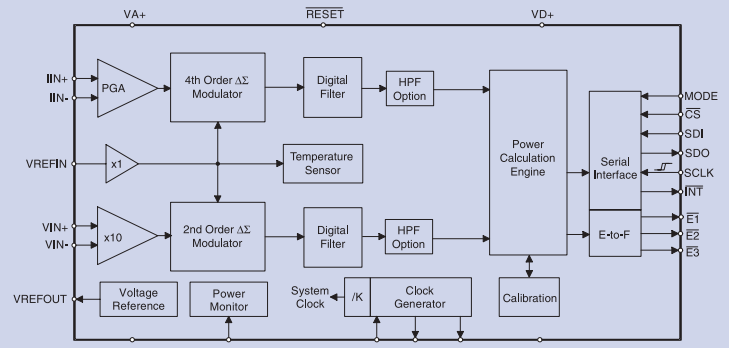 VA+
RESET
VD+
IIN+
IIN-
PGA
4th Order ΔΣ
Modulator
Digital
Filter
HPF
Option
VREFIN
x1
Temperature
Sensor
Power
Calculation
Engine
Serial
Interface
MODE
CS
SDI
SDO
SCLK
INT
VIN+
VIN-
x10
2nd Order ΔΣ
Modulator
Digital
Filter
HPF
Option
E-to-F
E1
E2
E3
VREFOUT
Voltage
Reference
Power
Monitor
System
Clock
/K
Clock
Generator
Calibration